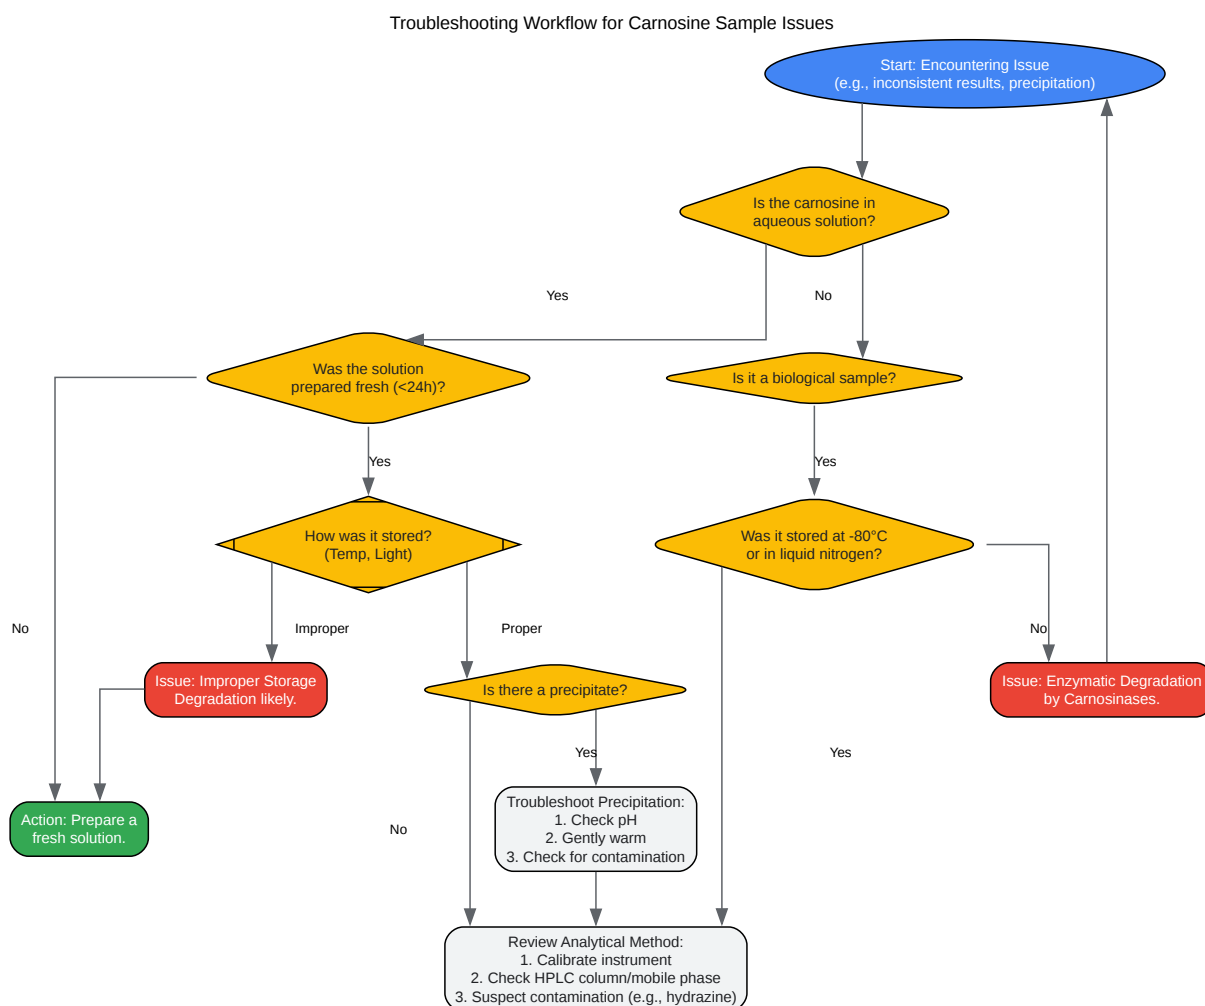 Troubleshooting Workflow for Carnosine Sample Issues
Start: Encountering Issue
(e.g., inconsistent results, precipitation)
Is the carnosine in
aqueous solution?
Yes
No
Was the solution
prepared fresh (<24h)?
Is it a biological sample?
Yes
Yes
How was it stored?
(Temp, Light)
Was it stored at -80°C
or in liquid nitrogen?
No
Improper
Proper
No
Issue: Improper Storage
Degradation likely.
Is there a precipitate?
Issue: Enzymatic Degradation
by Carnosinases.
Yes
Yes
Action: Prepare a
fresh solution.
No
Troubleshoot Precipitation:
1. Check pH
2. Gently warm
3. Check for contamination
Review Analytical Method:
1. Calibrate instrument
2. Check HPLC column/mobile phase
3. Suspect contamination (e.g., hydrazine)